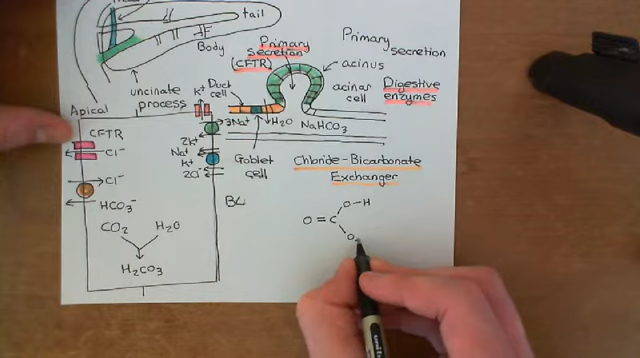 tail
Body
uncinate
process
Primary
secretion
(CFTR)
Primary
secretion
acinus
acinar
cell
Digestive
enzymes
Duct
cell
H2O
NaHCO3
Goblet
cell
Chloride-Bicarbonate
Exchanger
Apical
CFTR
Cl-
Cl-
HCO3-
CO2
H2O
H2CO3
K+
3Na+
2K+
Na+
K+
2Cl-
O=C
O-H
O